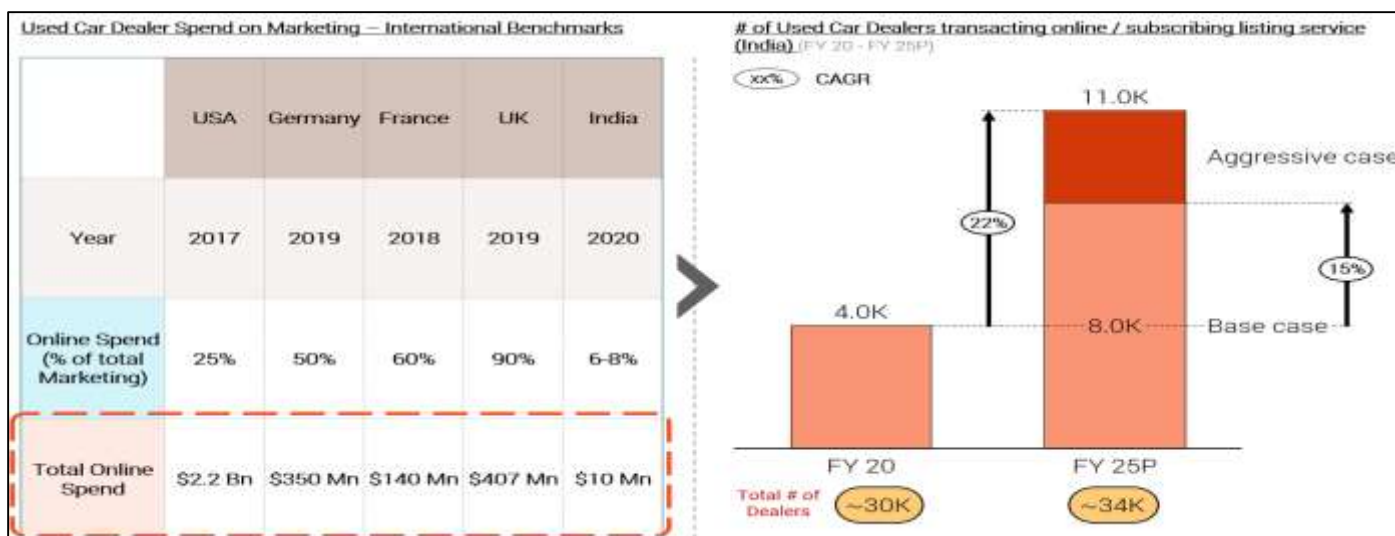 Used Car Dealer Spend on Marketing – International Benchmarks
USA Germany France UK India
Year 2017 2019 2018 2019 2020
Online Spend
(% of total
Marketing)
25% 50% 60% 90% 6-8%
Total Online
Spend
$2.2 Bn $350 Mn $140 Mn $407 Mn $10 Mn
# of Used Car Dealers transacting online / subscribing listing service
(India) (FY 20 - FY 25P)
xx% CAGR
11.0K
Aggressive case
22%
15%
4.0K
8.0K
Base case
FY 20 FY 25P
Total # of
Dealers
~30K ~34K